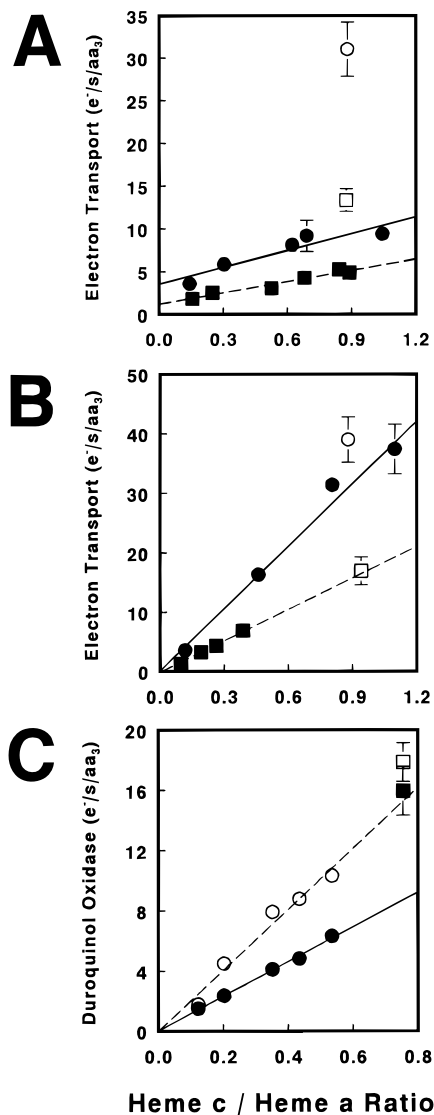 A
Electron Transport (e⁻/s/aa₃)
35
30
25
20
15
10
5
0
0.0 0.3 0.6 0.9 1.2
B
Electron Transport (e⁻/s/aa₃)
50
40
30
20
10
0
0.0 0.3 0.6 0.9 1.2
C
Duroquinol Oxidase (e⁻/s/aa₃)
20
16
12
8
4
0
0.0 0.2 0.4 0.6 0.8
Heme c / Heme a Ratio